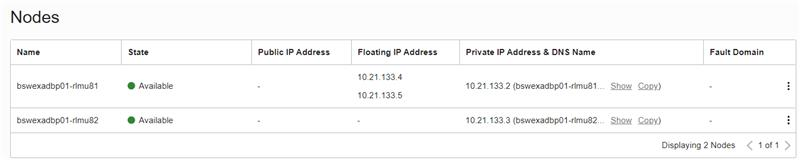 Nodes
Name State Public IP Address Floating IP Address Private IP Address & DNS Name Fault Domain
bswexadbp01-rlmu81 Available - 10.21.133.4 10.21.133.2 (bswexadbp01-rlmu81... Show Copy) -
10.21.133.5
bswexadbp01-rlmu82 Available - - 10.21.133.3 (bswexadbp01-rlmu82... Show Copy) -
Displaying 2 Nodes < 1 of 1 >